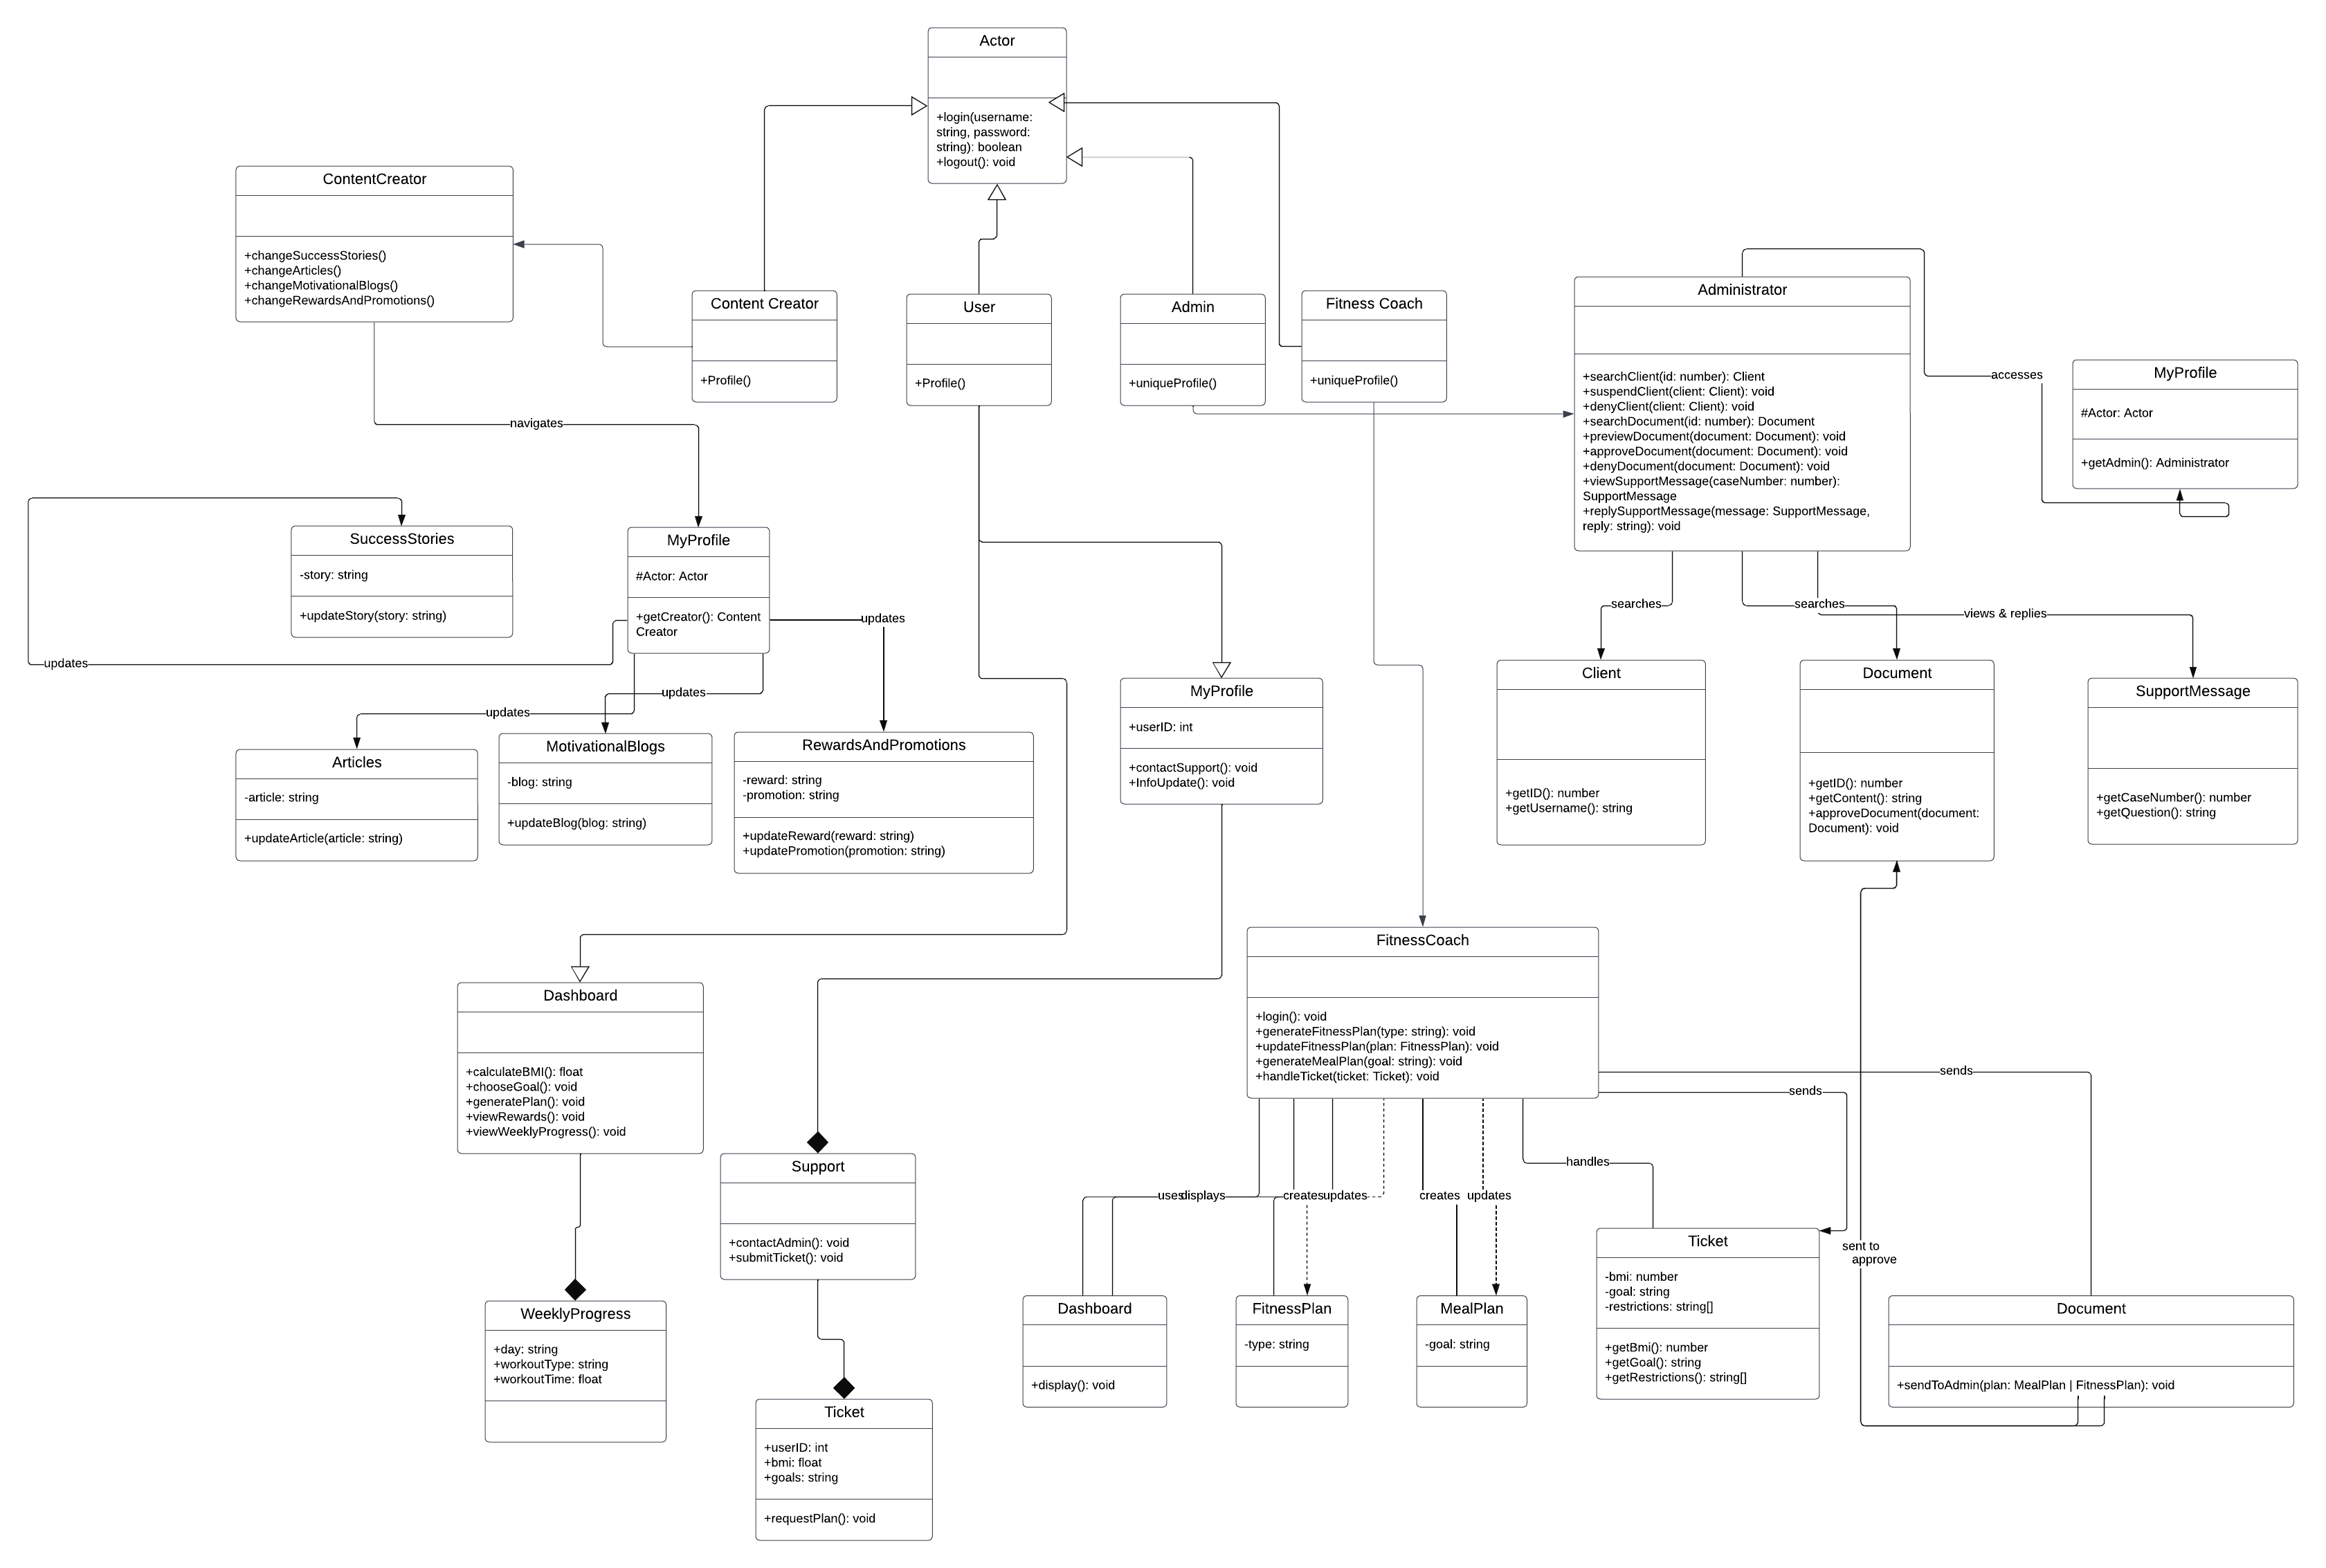 Actor
+login(username:
string, password:
string): boolean
+logout(): void
ContentCreator
+changeSuccessStories()
+changeArticles()
+changeMotivationalBlogs()
+changeRewardsAndPromotions()
Content Creator
+Profile()
User
+Profile()
Admin
+uniqueProfile()
Fitness Coach
+uniqueProfile()
Administrator
+searchClient(id: number): Client
+suspendClient(client: Client): void
+denyClient(client: Client): void
+searchDocument(id: number): Document
+previewDocument(document: Document): void
+approveDocument(document: Document): void
+denyDocument(document: Document): void
+viewSupportMessage(caseNumber: number):
SupportMessage
+replySupportMessage(message: SupportMessage,
reply: string): void
accesses
MyProfile
#Actor: Actor
+getAdmin(): Administrator
navigates
SuccessStories
-story: string
+updateStory(story: string)
MyProfile
#Actor: Actor
+getCreator(): Content
Creator
updates
updates
updates
updates
searches
searches
views & replies
Articles
-article: string
+updateArticle(article: string)
MotivationalBlogs
-blog: string
+updateBlog(blog: string)
RewardsAndPromotions
-reward: string
-promotion: string
+updateReward(reward: string)
+updatePromotion(promotion: string)
MyProfile
+userID: int
+contactSupport(): void
+InfoUpdate(): void
Client
+getID(): number
+getUsername(): string
Document
+getID(): number
+getContent(): string
+approveDocument(document:
Document): void
SupportMessage
+getCaseNumber(): number
+getQuestion(): string
Dashboard
+calculateBMI(): float
+chooseGoal(): void
+generatePlan(): void
+viewRewards(): void
+viewWeeklyProgress(): void
FitnessCoach
+login(): void
+generateFitnessPlan(type: string): void
+updateFitnessPlan(plan: FitnessPlan): void
+generateMealPlan(goal: string): void
+handleTicket(ticket: Ticket): void
sends
sends
handles
uses
displays
creates
updates
creates
updates
sent to
approve
Support
+contactAdmin(): void
+submitTicket(): void
WeeklyProgress
+day: string
+workoutType: string
+workoutTime: float
Ticket
+userID: int
+bmi: float
+goals: string
+requestPlan(): void
Dashboard
+display(): void
FitnessPlan
-type: string
MealPlan
-goal: string
Ticket
-bmi: number
-goal: string
-restrictions: string[]
+getBmi(): number
+getGoal(): string
+getRestrictions(): string[]
Document
+sendToAdmin(plan: MealPlan | FitnessPlan): void